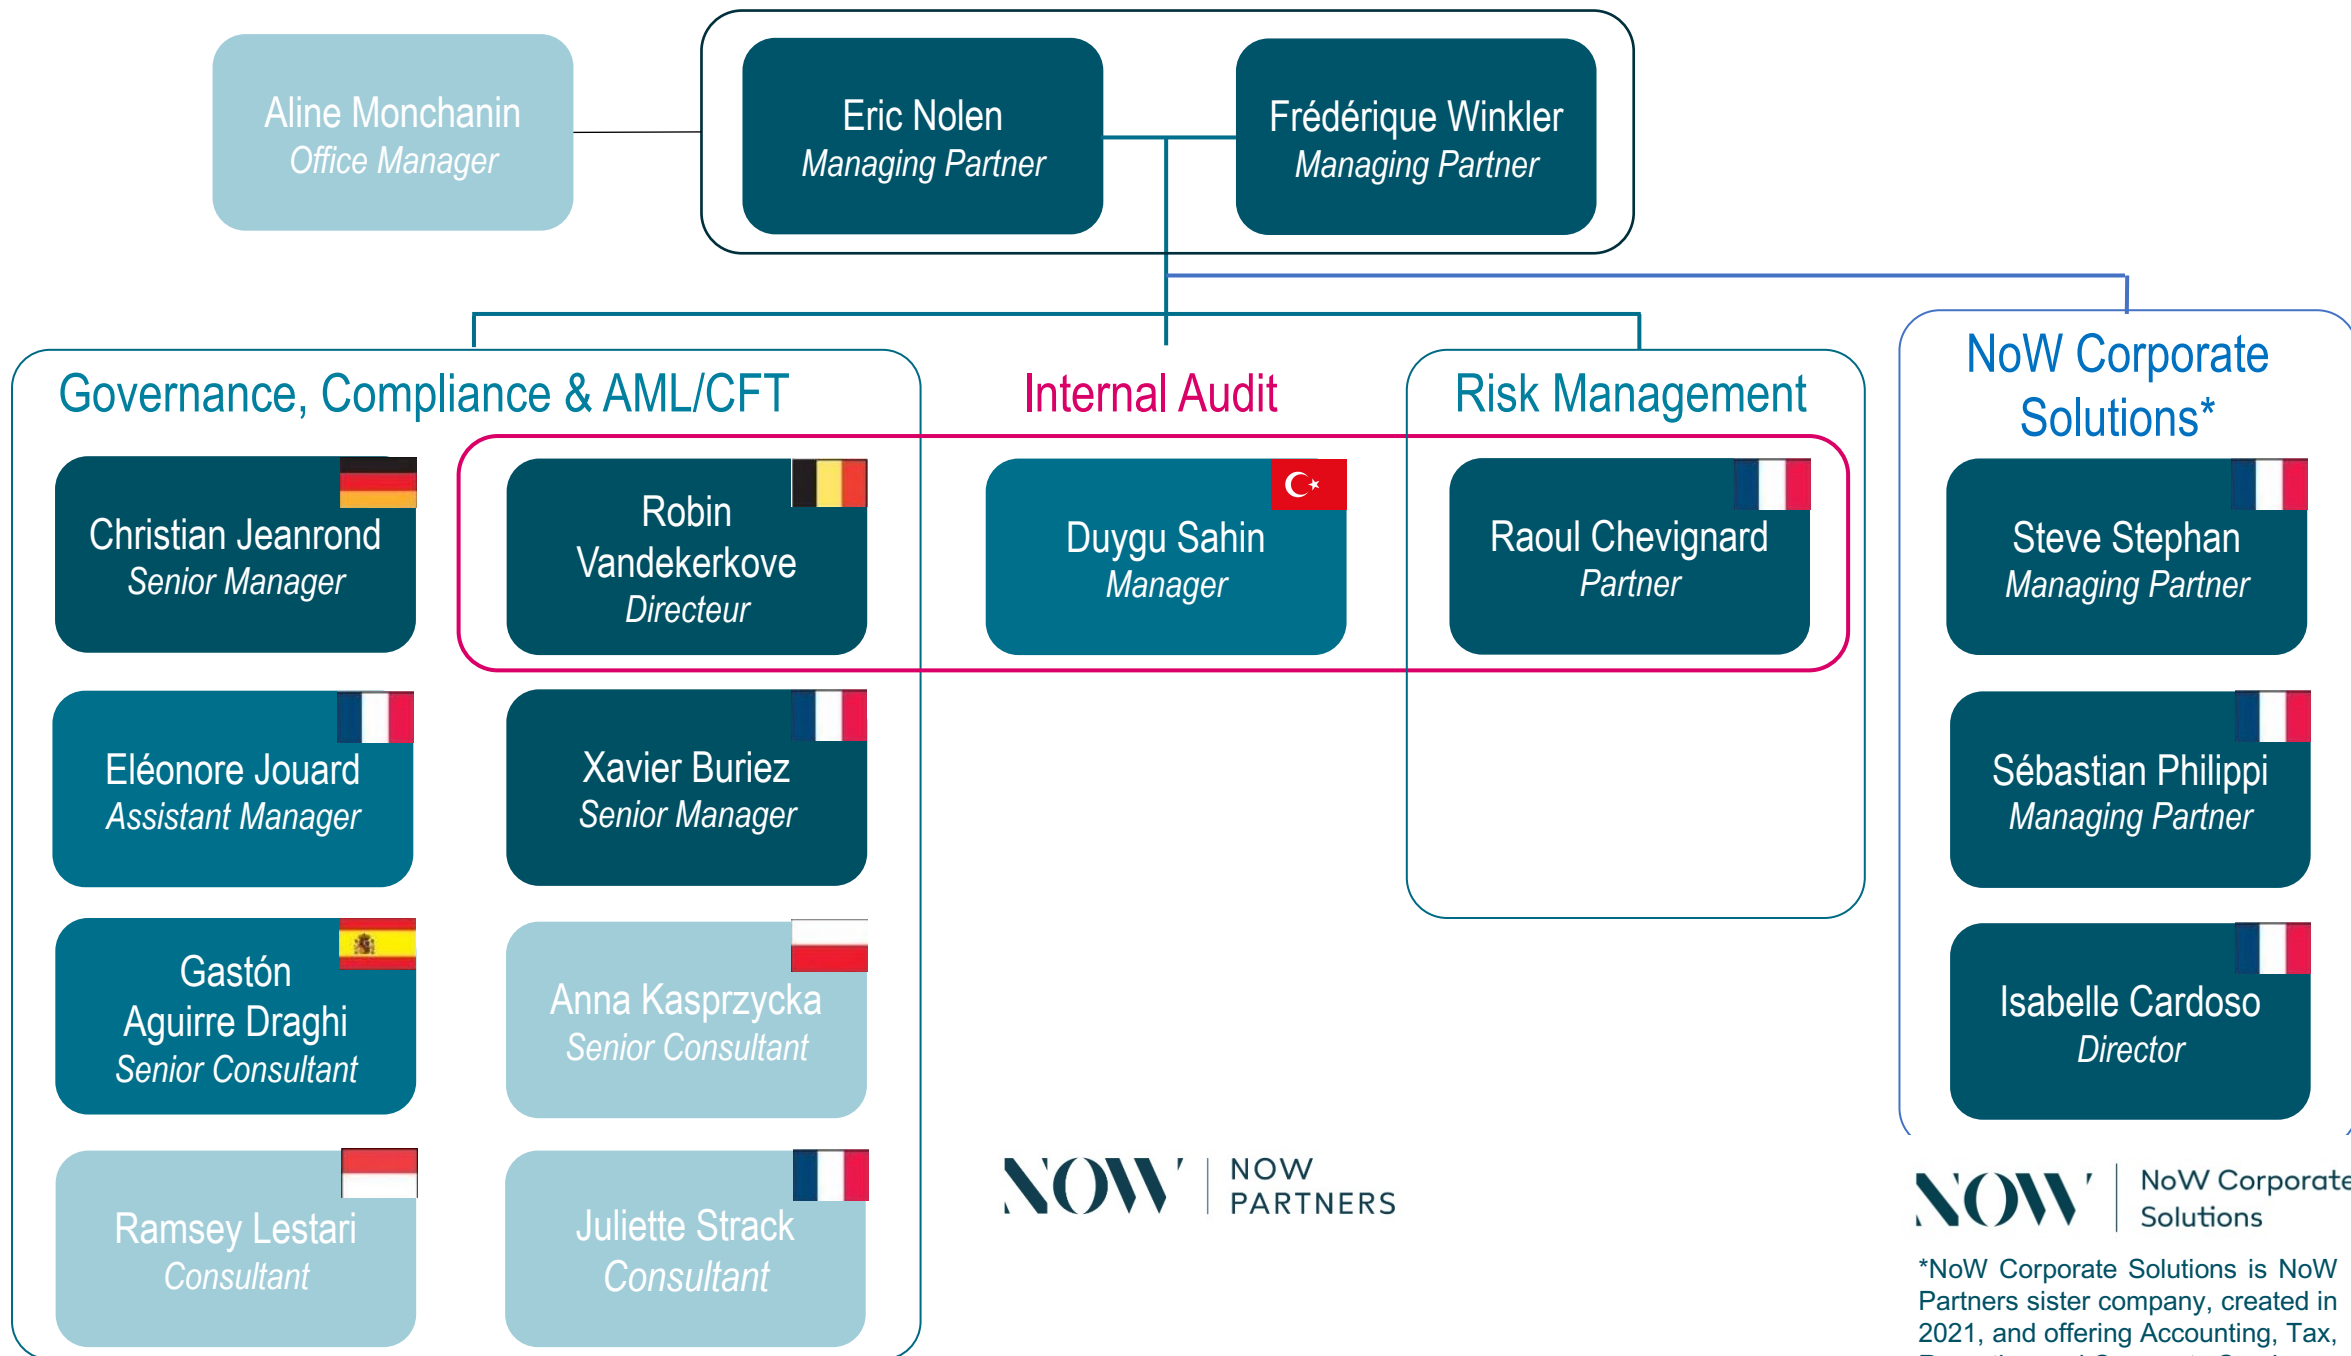 Aline Monchanin
Office Manager
Eric Nolen
Managing Partner
Frédérique Winkler
Managing Partner
Governance, Compliance & AML/CFT
Internal Audit
Risk Management
NoW Corporate
Solutions*
Christian Jeanrond
Senior Manager
Robin
Vandekerkove
Directeur
Duygu Sahin
Manager
Raoul Chevignard
Partner
Steve Stephan
Managing Partner
Eléonore Jouard
Assistant Manager
Xavier Buriez
Senior Manager
Sébastian Philippi
Managing Partner
Gastón
Aguirre Draghi
Senior Consultant
Anna Kasprzycka
Senior Consultant
Isabelle Cardoso
Director
Ramsey Lestari
Consultant
Juliette Strack
Consultant
NOW
NOW
PARTNERS
NOW
NoW Corporate
Solutions
*NoW Corporate Solutions is NoW
Partners sister company, created in
2021, and offering Accounting, Tax,